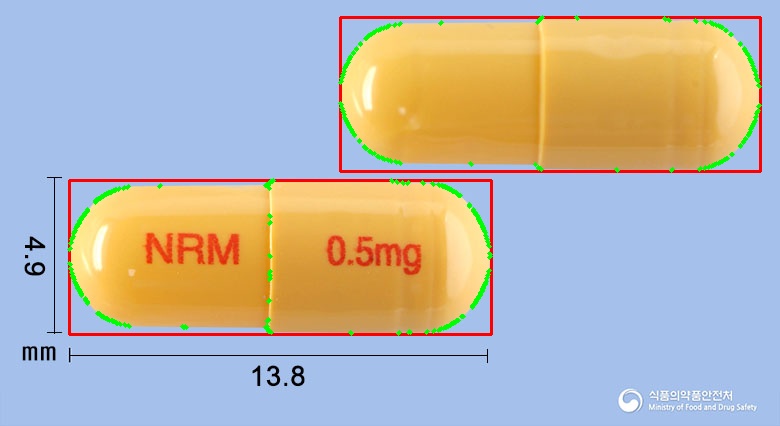 NRM 0.5mg
4.9
mm
13.8
식품의약품안전처
Ministry of Food and Drug Safety